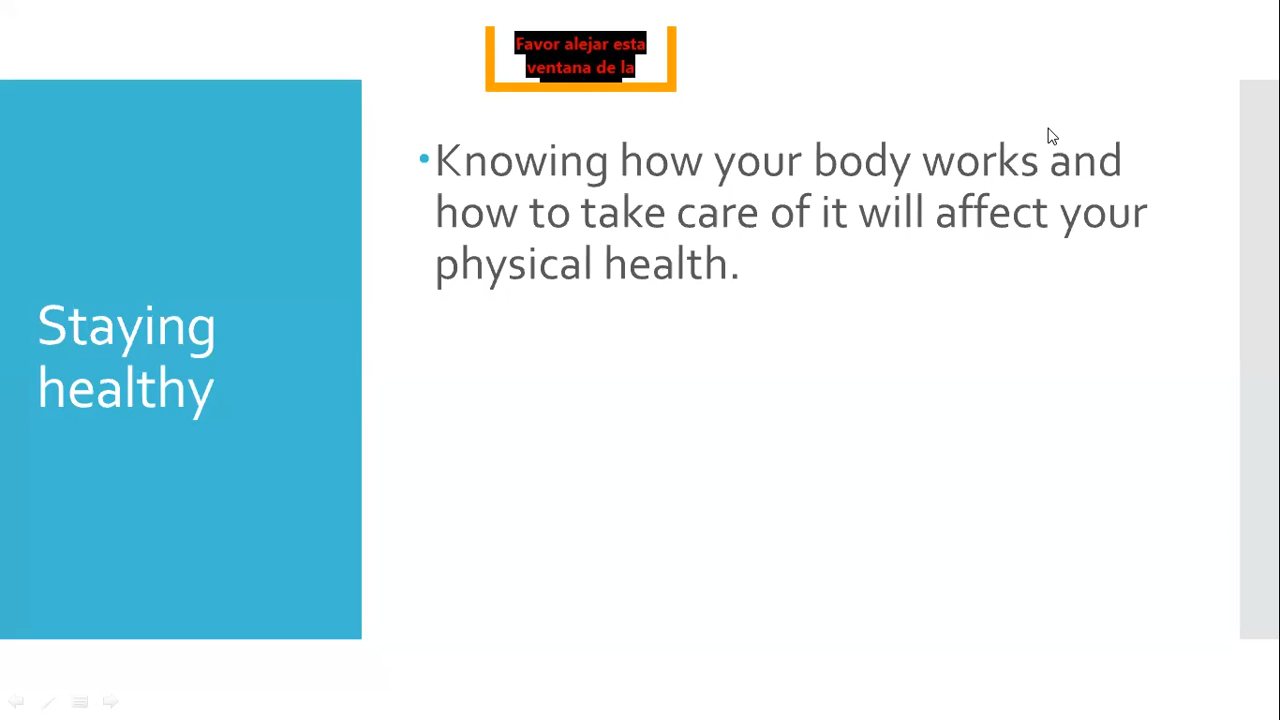 Favor alejar esta
ventana de la
• Knowing how your body works and
how to take care of it will affect your
physical health.
Staying
healthy